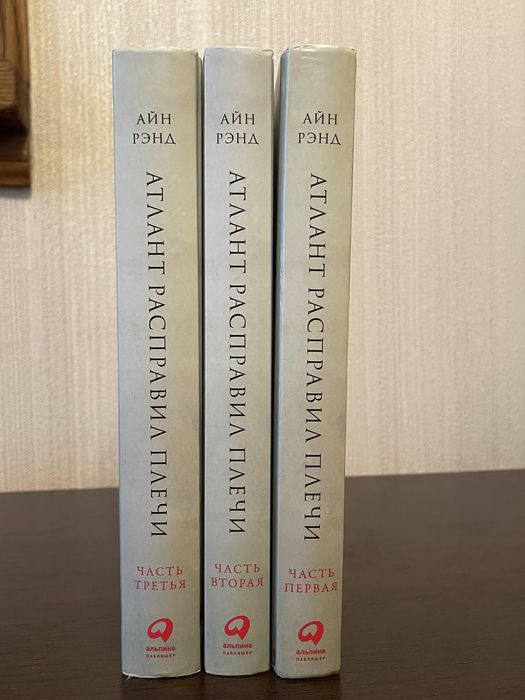 АЙН
РЭНД
АТЛАНТ РАСПРАВИЛ ПЛЕЧИ
ЧАСТЬ
ТРЕТЬЯ
альпина
ПАБЛИШЕР
АЙН
РЭНД
АТЛАНТ РАСПРАВИЛ ПЛЕЧИ
ЧАСТЬ
ВТОРАЯ
альпина
ПАБЛИШЕР
АЙН
РЭНД
АТЛАНТ РАСПРАВИЛ ПЛЕЧИ
ЧАСТЬ
ПЕРВАЯ
альпина
ПАБЛИШЕР